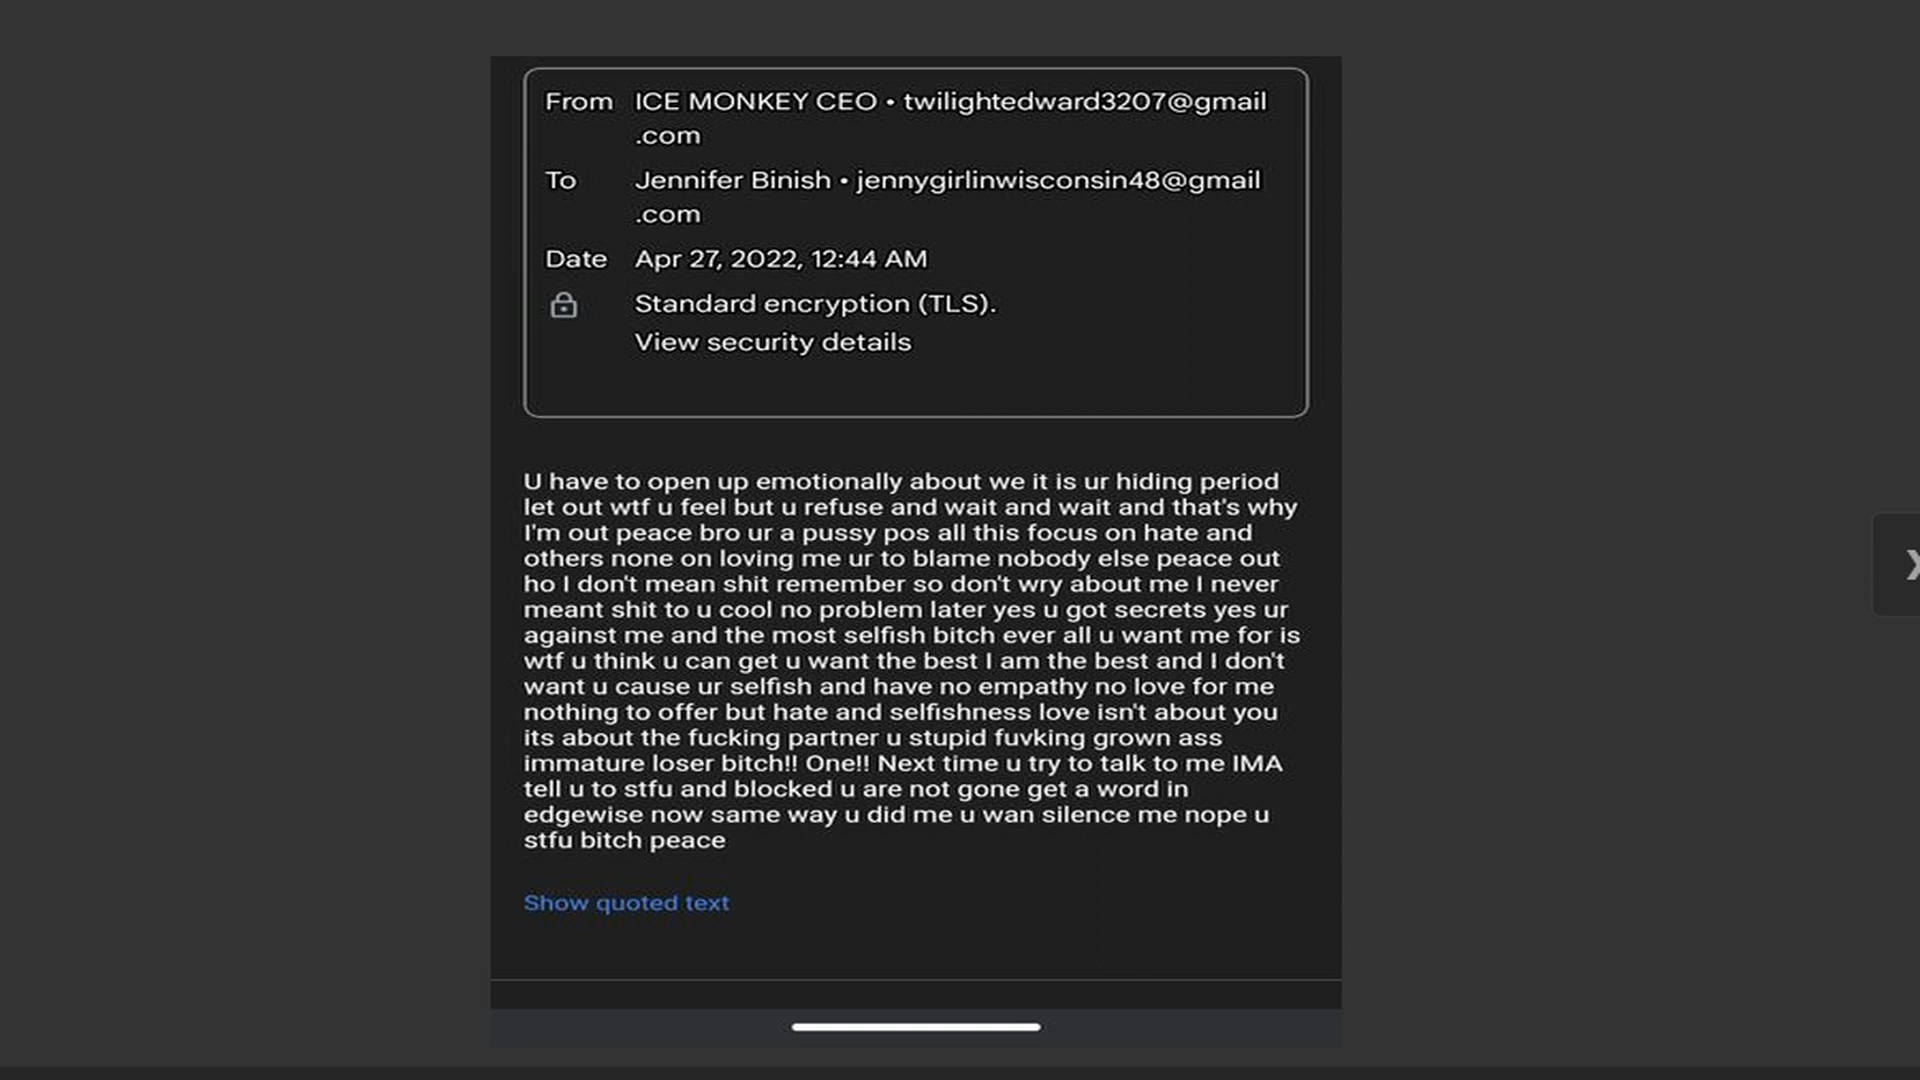 From ICE MONKEY CEO • twilightedward3207@gmail
.com
To Jennifer Binish • jennygirlinwisconsin48@gmail
.com
Date Apr 27, 2022, 12:44 AM
Standard encryption (TLS).
View security details
U have to open up emotionally about we it is ur hiding period
let out wtf u feel but u refuse and wait and wait and that's why
I'm out peace bro ur a pussy pos all this focus on hate and
others none on loving me ur to blame nobody else peace out
ho I don't mean shit remember so don't wry about me I never
meant shit to u cool no problem later yes u got secrets yes ur
against me and the most selfish bitch ever all u want me for is
wtf u think u can get u want the best I am the best and I don't
want u cause ur selfish and have no empathy no love for me
nothing to offer but hate and selfishness love isn't about you
its about the fucking partner u stupid fuvking grown ass
immature loser bitch!! One!! Next time u try to talk to me IMA
tell u to stfu and blocked u are not gone get a word in
edgewise now same way u did me u wan silence me nope u
stfu bitch peace
Show quoted text